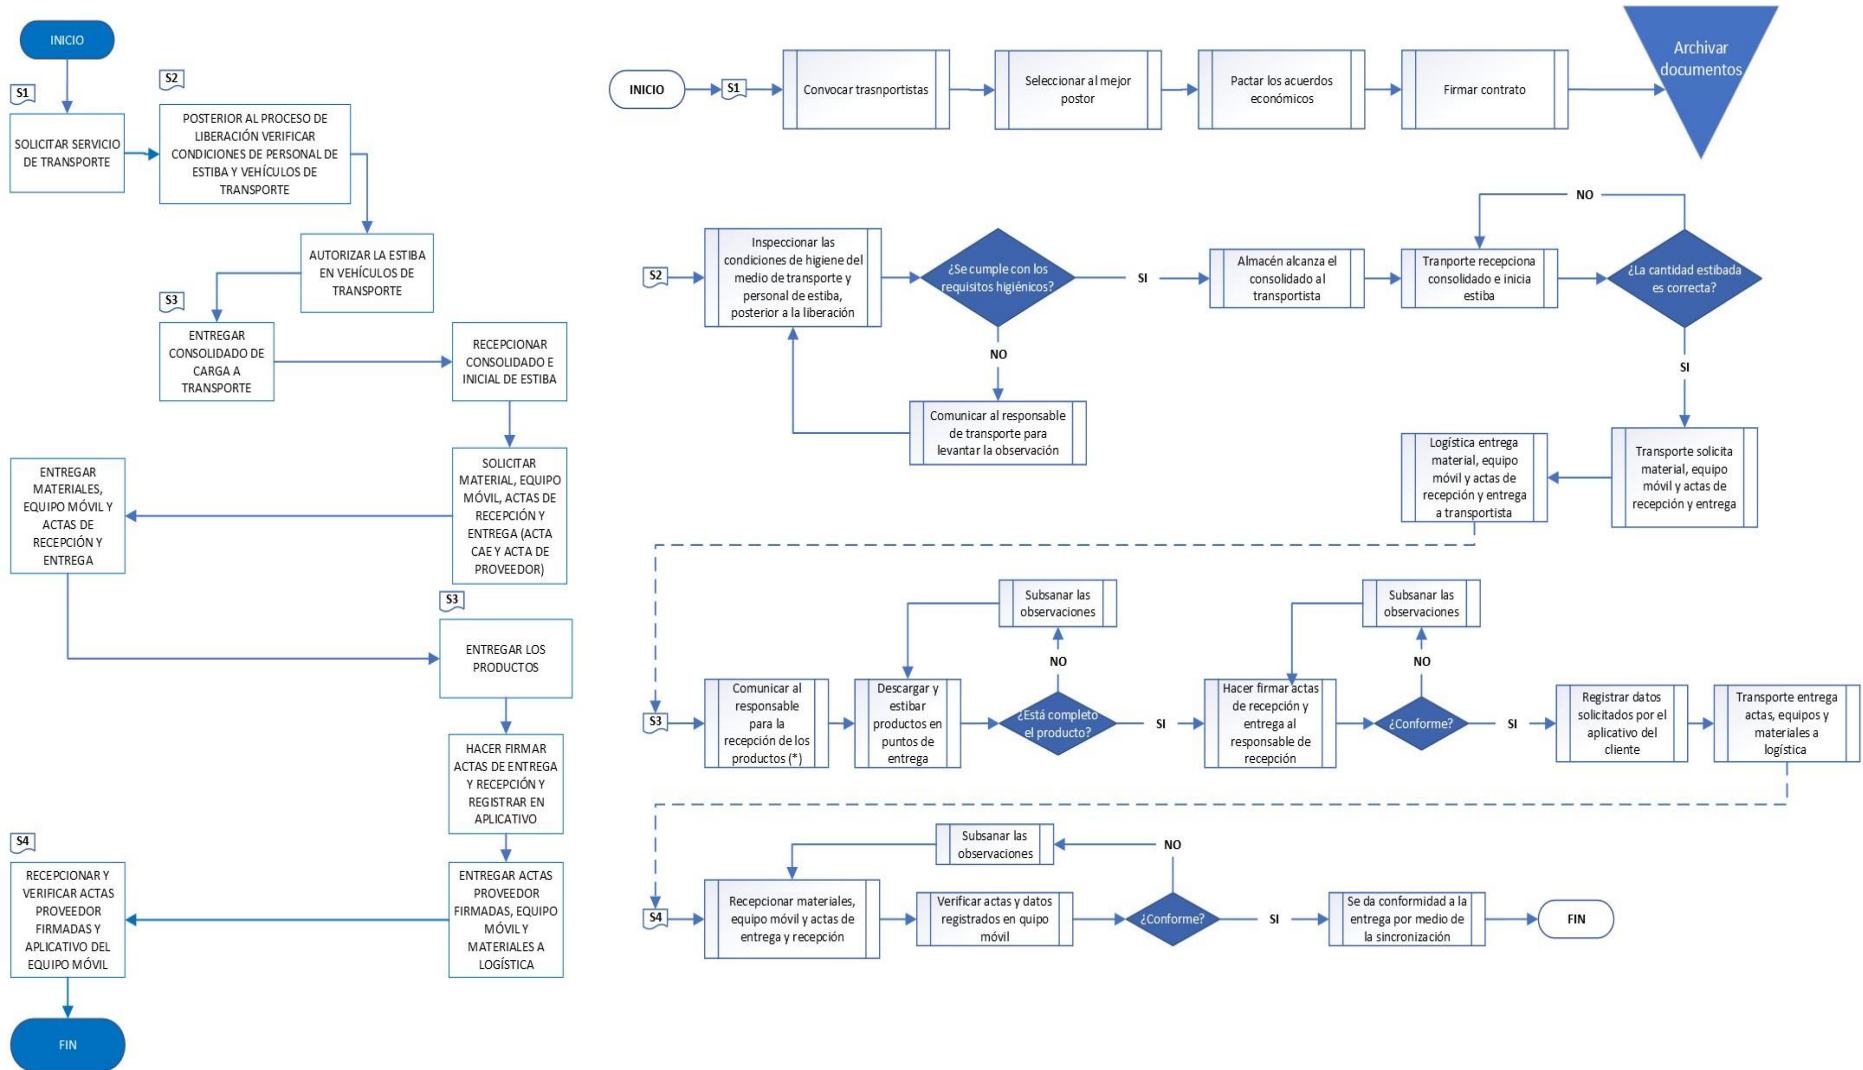 INICIO
S1
SOLICITAR SERVICIO
DE TRANSPORTE
S2
POSTERIOR AL PROCESO DE
LIBERACIÓN VERIFICAR
CONDICIONES DE PERSONAL DE
ESTIBA Y VEHÍCULOS DE
TRANSPORTE
AUTORIZAR LA ESTIBA
EN VEHÍCULOS DE
TRANSPORTE
S3
ENTREGAR
CONSOLIDADO DE
CARGA A
TRANSPORTE
RECEPCIONAR
CONSOLIDADO E
INICIAL DE ESTIBA
SOLICITAR
MATERIAL, EQUIPO
MÓVIL, ACTAS DE
RECEPCIÓN Y
ENTREGA (ACTA
CAE Y ACTA DE
PROVEEDOR)
ENTREGAR
MATERIALES,
EQUIPO MÓVIL Y
ACTAS DE
RECEPCIÓN Y
ENTREGA
S3
ENTREGAR LOS
PRODUCTOS
HACER FIRMAR
ACTAS DE ENTREGA
Y RECEPCIÓN Y
REGISTRAR EN
APLICATIVO
ENTREGAR ACTAS
PROVEEDOR
FIRMADAS, EQUIPO
MÓVIL Y
MATERIALES A
LOGÍSTICA
S4
RECEPCIONAR Y
VERIFICAR ACTAS
PROVEEDOR
FIRMADAS Y
APLICATIVO DEL
EQUIPO MÓVIL
FIN
INICIO
S1
Convocar trasnportistas
Seleccionar al mejor
postor
Pactar los acuerdos
económicos
Firmar contrato
Archivar
documentos
S2
Inspeccionar las
condiciones de higiene del
medio de transporte y
personal de estiba,
posterior a la liberación
¿Se cumple con los
requisitos higiénicos?
SI
NO
Comunicar al responsable
de transporte para
levantar la observación
Almacén alcanza el
consolidado al
transportista
Tranporte recepciona
consolidado e inicia
estiba
¿La cantidad estibada
es correcta?
NO
SI
Transporte solicita
material, equipo
móvil y actas de
recepción y entrega
Logística entrega
material, equipo
móvil y actas de
recepción y entrega
a transportista
S3
Comunicar al
responsable
para la
recepción de los
productos (*)
Descargar y
estibar
productos en
puntos de
entrega
¿Está completo
el producto?
NO
Subsanar las
observaciones
SI
Hacer firmar actas
de recepción y
entrega al
responsable de
recepción
¿Conforme?
NO
Subsanar las
observaciones
SI
Registrar datos
solicitados por el
aplicativo del
cliente
Transporte entrega
actas, equipos y
materiales a
logística
S4
Recepcionar materiales,
equipo móvil y actas de
entrega y recepción
Verificar actas y datos
registrados en quipo
móvil
¿Conforme?
NO
Subsanar las
observaciones
SI
Se da conformidad a la
entrega por medio de
la sincronización
FIN